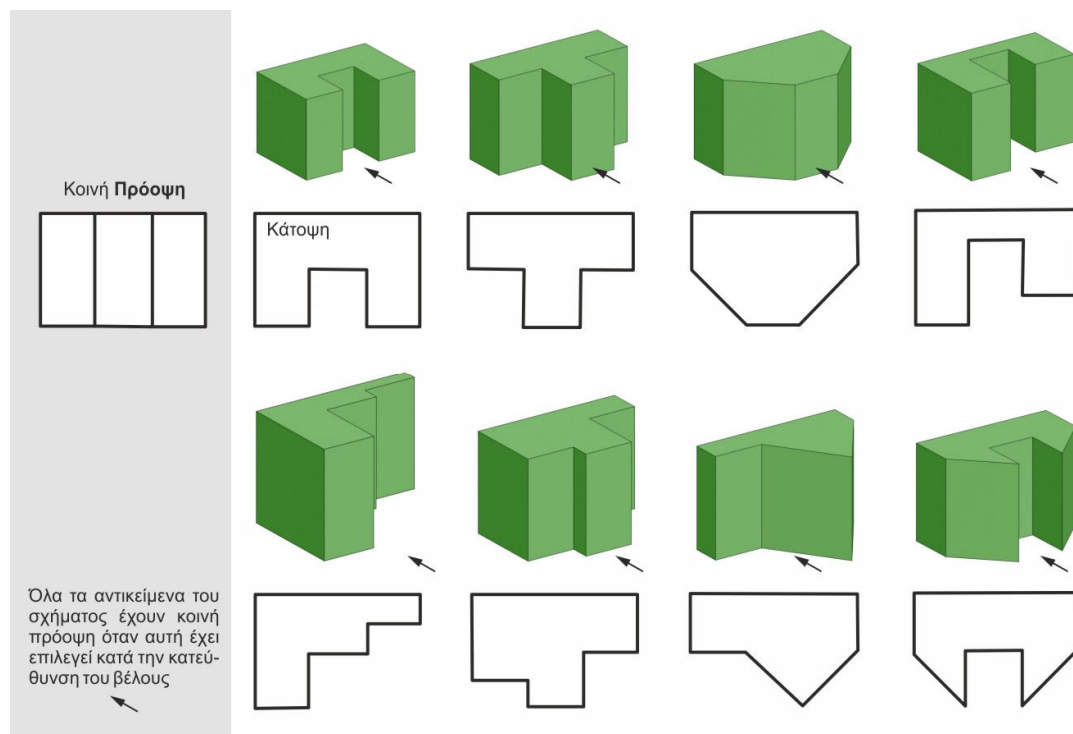 Κοινή Πρόοψη
Κάτοψη
Όλα τα αντικείμενα του
σχήματος έχουν κοινή
πρόοψη όταν αυτή έχει
επιλεγεί κατά την κατεύ-
θυνση του βέλους